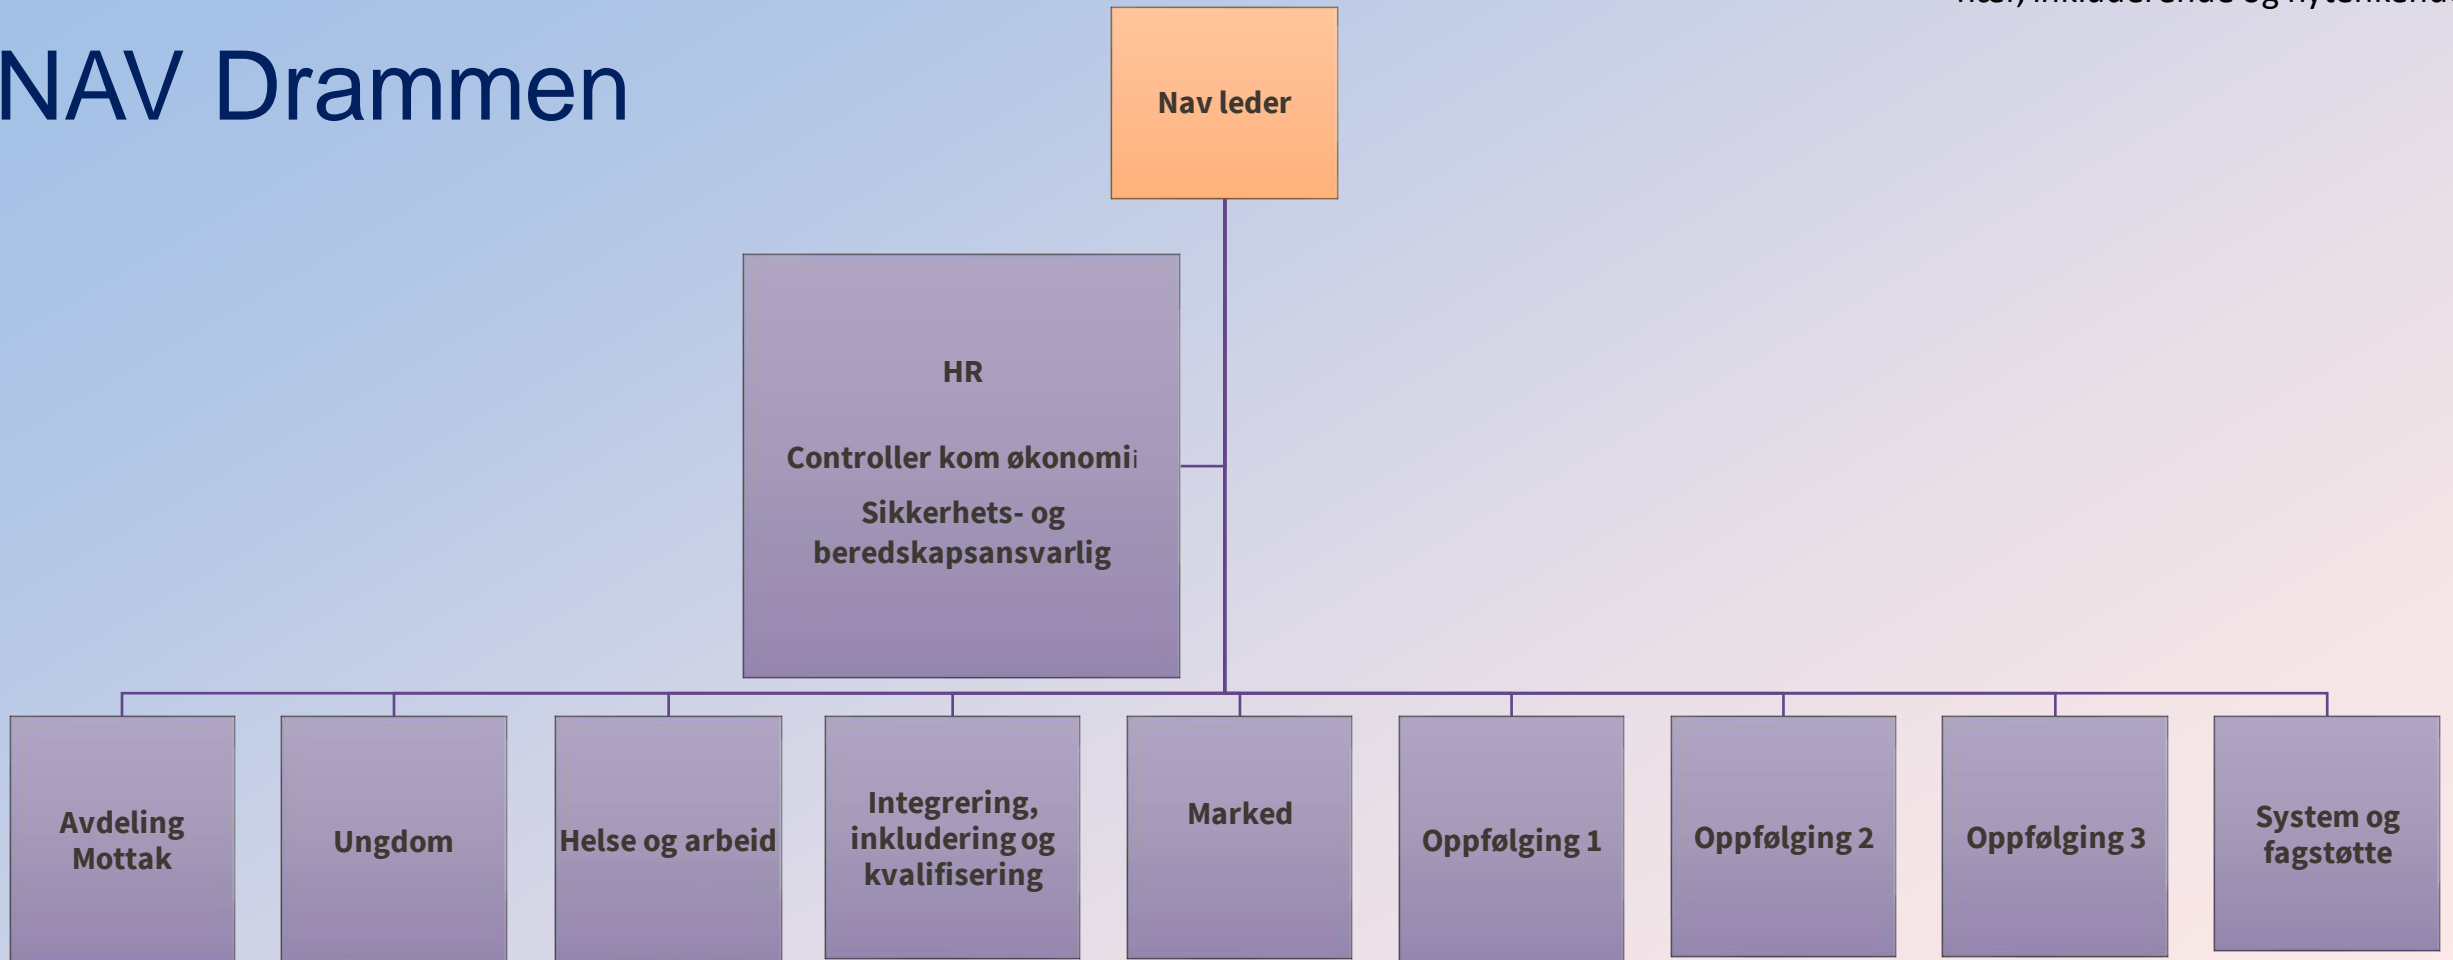 NAV Drammen
Nav leder
HR
Controller kom økonomii
Sikkerhets- og
beredskapsansvarlig
Avdeling
Mottak
Ungdom
Helse og arbeid
Integrering,
inkludering og
kvalifisering
Marked
Oppfølging 1
Oppfølging 2
Oppfølging 3
System og
fagstøtte